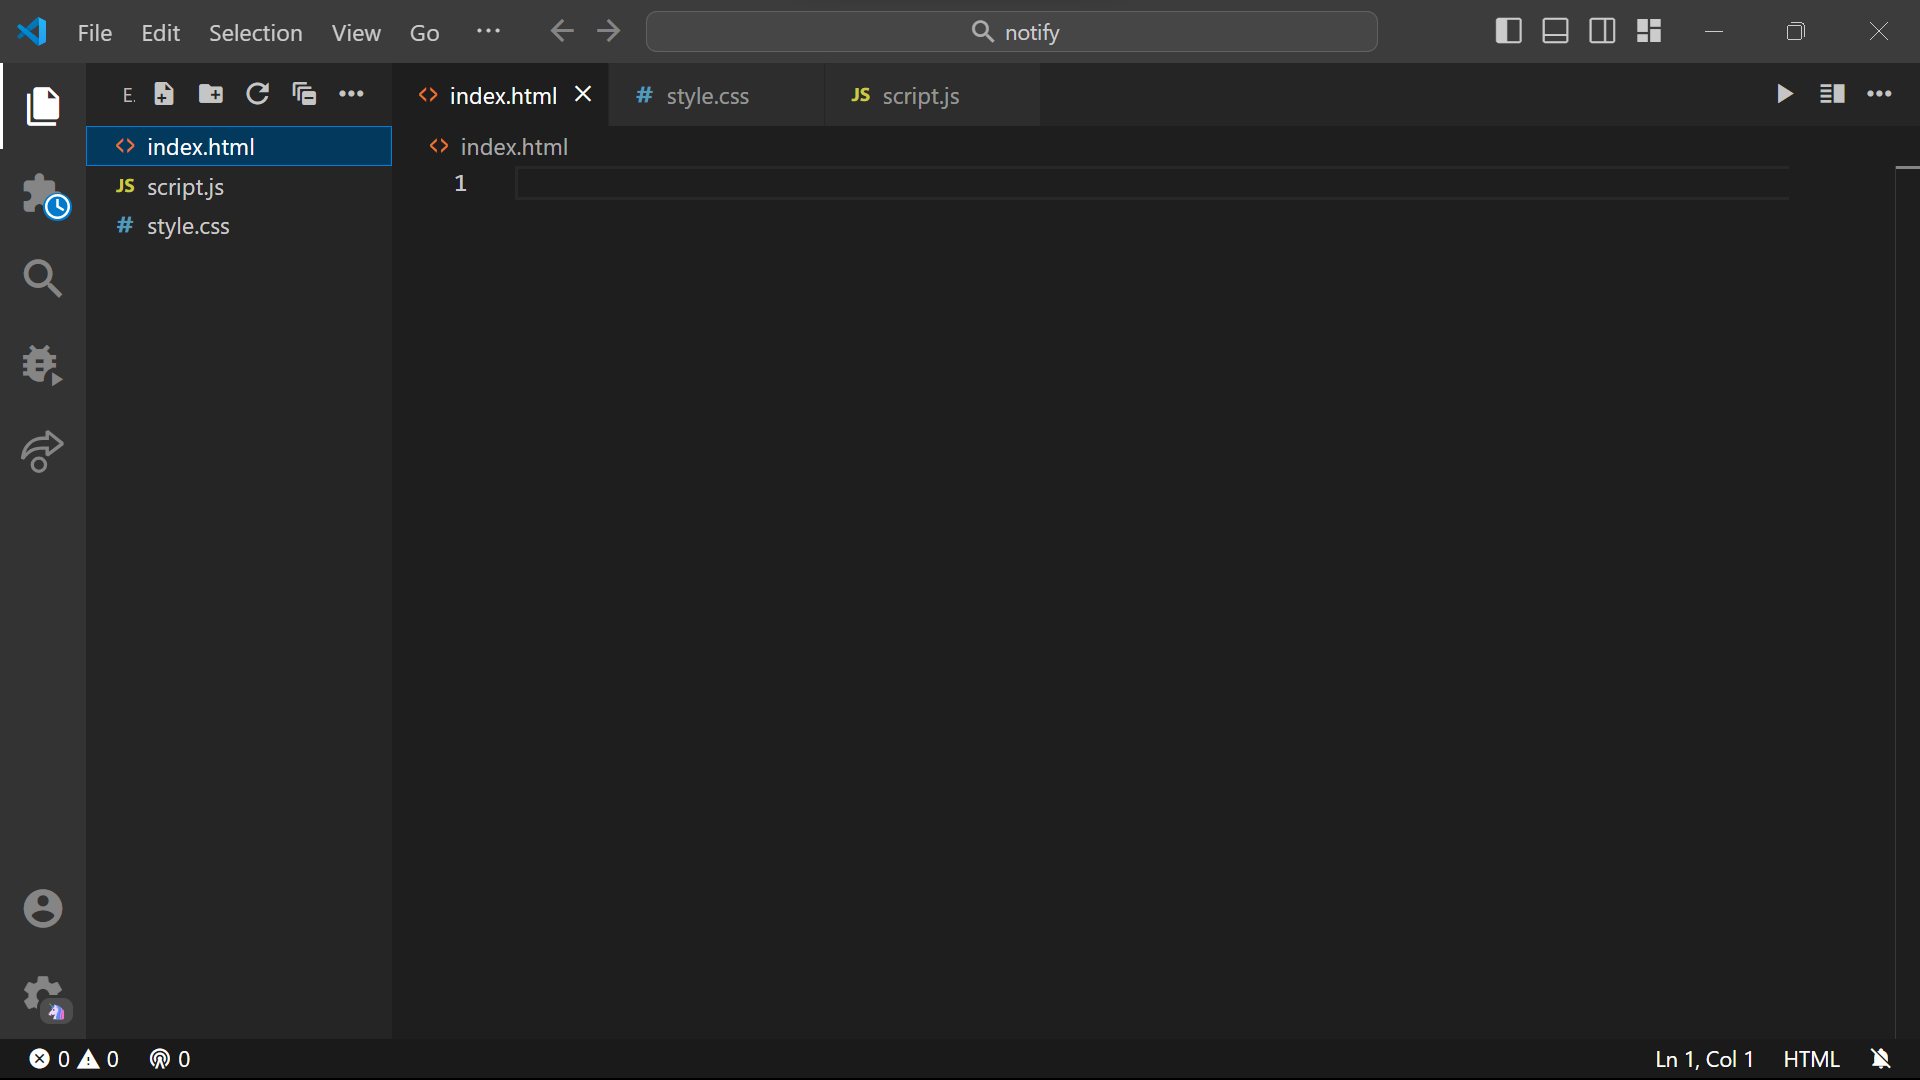 File Edit Selection View Go
notify
E.
index.html
style.css
JS script.js
index.html
JS script.js
# style.css
index.html
1
0 0 0
Ln 1, Col 1 HTML